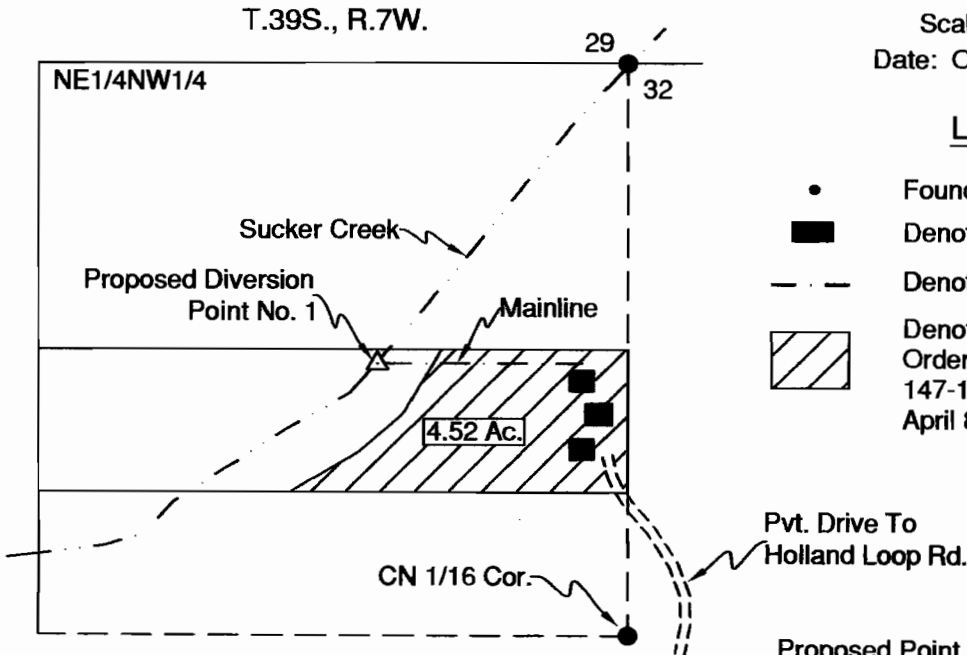 T.39S., R.7W.
29
32
NE1/4NW1/4
Sucker Creek
Proposed Diversion
Point No. 1
Mainline
4.52 Ac.
CN 1/16 Cor.
Pvt. Drive To
Holland Loop Rd.
Date: O
L
Denot
Denot
Denot
Order
147-1
April 8
Proposed Point